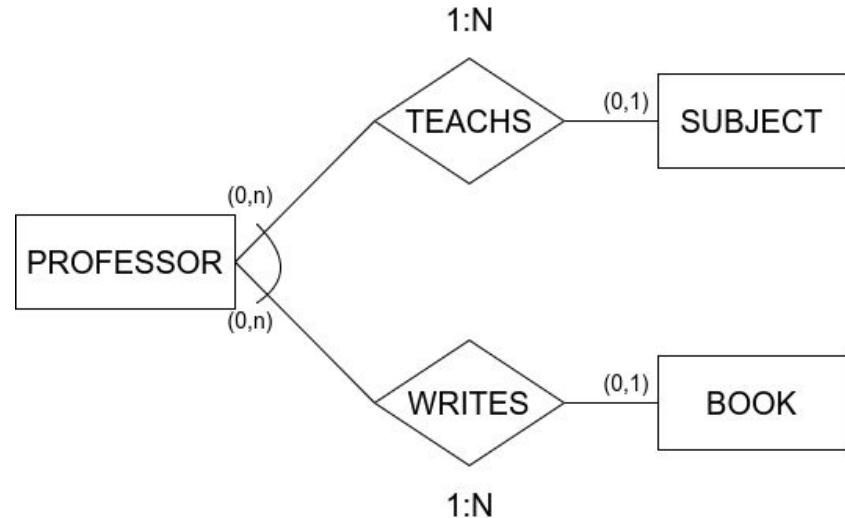 1:N
TEACHS
(0,1)
SUBJECT
(0,n)
PROFESSOR
(0,n)
WRITES
(0,1)
BOOK
1:N